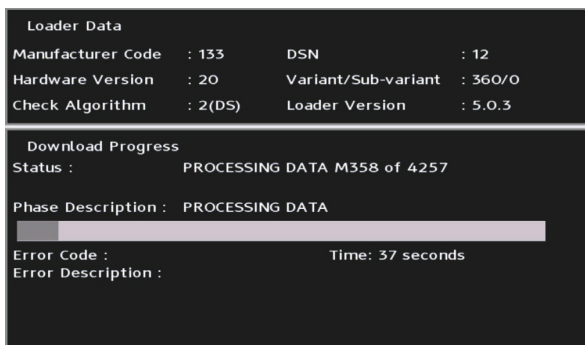 Loader Data
Manufacturer Code : 133 DSN : 12
Hardware Version : 20 Variant/Sub-variant : 360/0
Check Algorithm : 2(DS) Loader Version : 5.0.3
Download Progress
Status : PROCESSING DATA M358 of 4257
Phase Description : PROCESSING DATA
Error Code : Time: 37 seconds
Error Description :